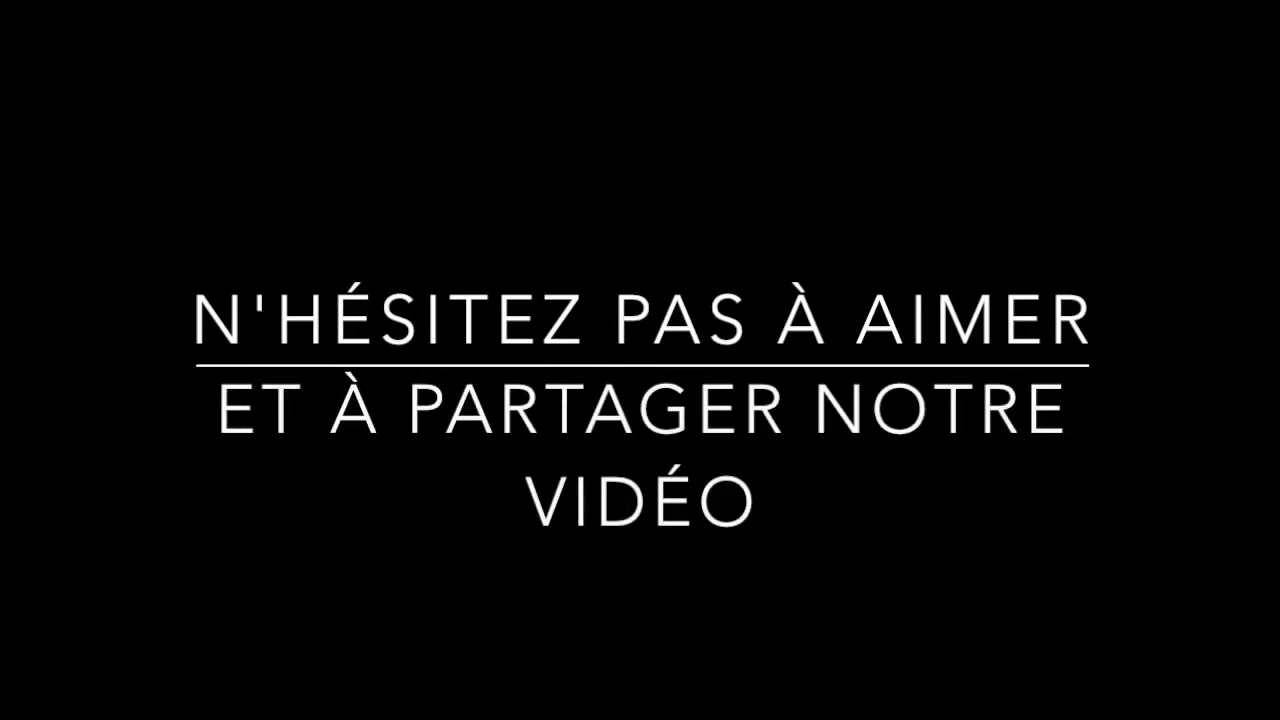 N'HÉSITEZ PAS À AIMER
ET À PARTAGER NOTRE
VIDÉO